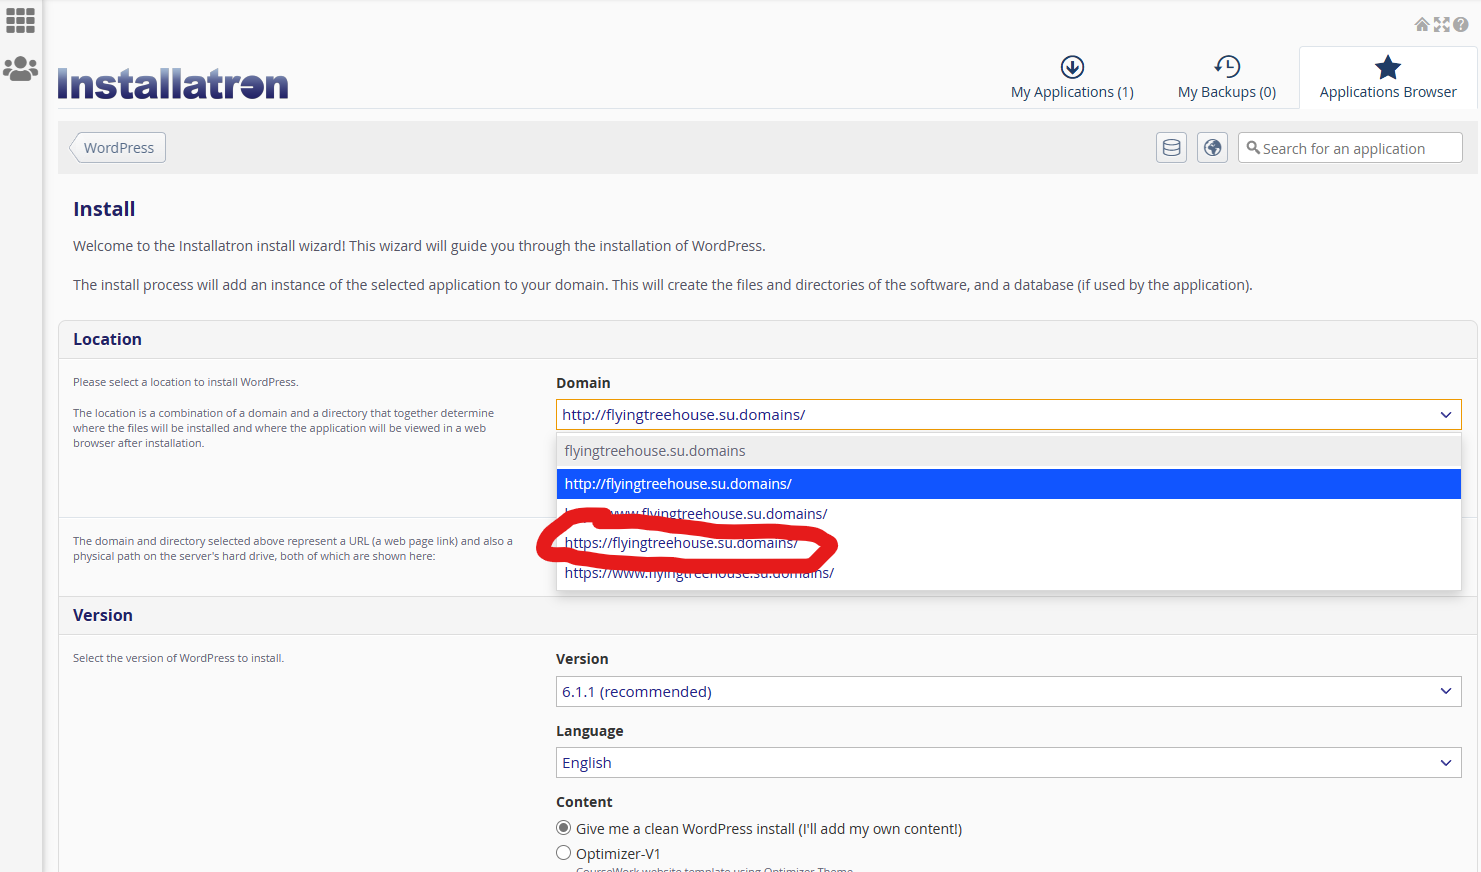 Installatron
My Applications (1)
My Backups (0)
Applications Browser
WordPress
Search for an application
Install
Welcome to the Installatron install wizard! This wizard will guide you through the installation of WordPress.
The install process will add an instance of the selected application to your domain. This will create the files and directories of the software, and a database (if used by the application).
Location
Please select a location to install WordPress.
The location is a combination of a domain and a directory that together determine
where the files will be installed and where the application will be viewed in a web
browser after installation.
Domain
http://flyingtreehouse.su.domains/
flyingtreehouse.su.domains
http://flyingtreehouse.su.domains/
www.flyingtreehouse.su.domains/
https://flyingtreehouse.su.domains/
https://www.flyingtreehouse.su.domains/
The domain and directory selected above represent a URL (a web page link) and also a
physical path on the server's hard drive, both of which are shown here:
Version
Select the version of WordPress to install.
Version
6.1.1 (recommended)
Language
English
Content
Give me a clean WordPress install (I'll add my own content!)
Optimizer-V1
CourseWork website template using Optimizer Theme